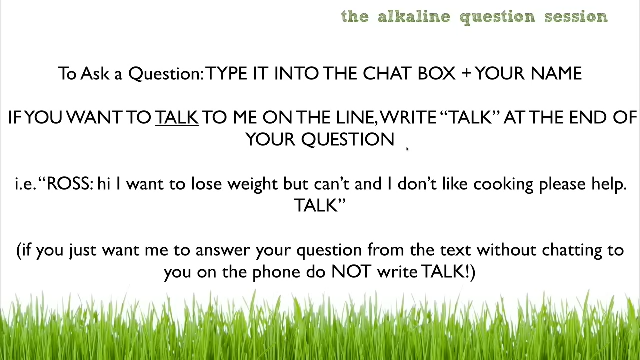 the alkaline question session
To Ask a Question: TYPE IT INTO THE CHAT BOX + YOUR NAME
IF YOU WANT TO TALK TO ME ON THE LINE, WRITE “TALK” AT THE END OF
YOUR QUESTION
i.e. “ROSS: hi I want to lose weight but can’t and I don’t like cooking please help.
TALK”
(if you just want me to answer your question from the text without chatting to
you on the phone do NOT write TALK!)